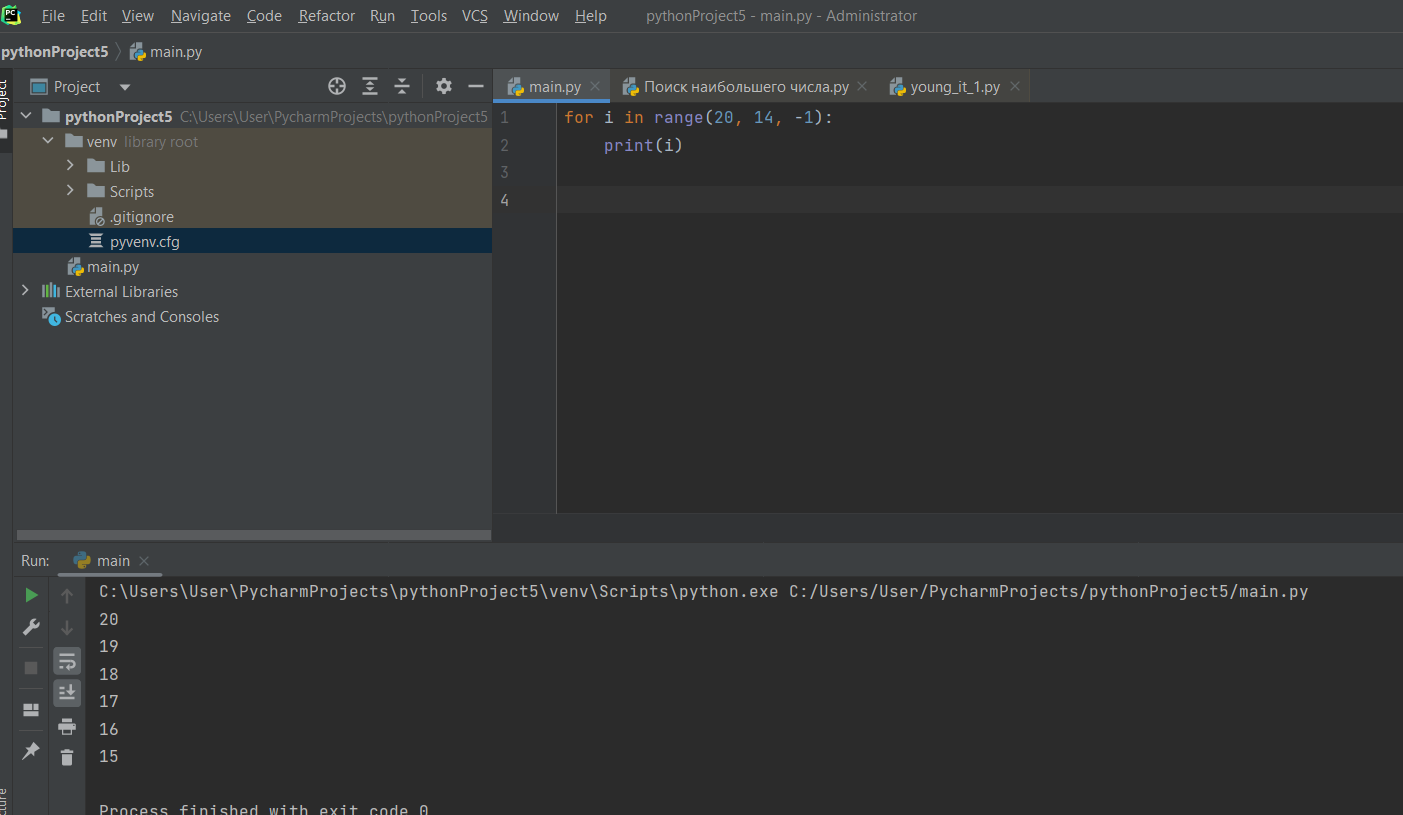 PC File Edit View Navigate Code Refactor Run Tools VCS Window Help pythonProject5 - main.py - Administrator
pythonProject5 main.py
Project
Project
main.py Поиск наибольшего числа.py young_it_1.py
pythonProject5 C:\Users\User\PycharmProjects\pythonProject5
venv library root
Lib
Scripts
.gitignore
pyvenv.cfg
main.py
External Libraries
Scratches and Consoles
1 for i in range(20, 14, -1):
2 print(i)
3
4
Run: main
C:\Users\User\PycharmProjects\pythonProject5\venv\Scripts\python.exe C:/Users/User/PycharmProjects/pythonProject5/main.py
20
19
18
17
16
15
Process finished with exit code 0